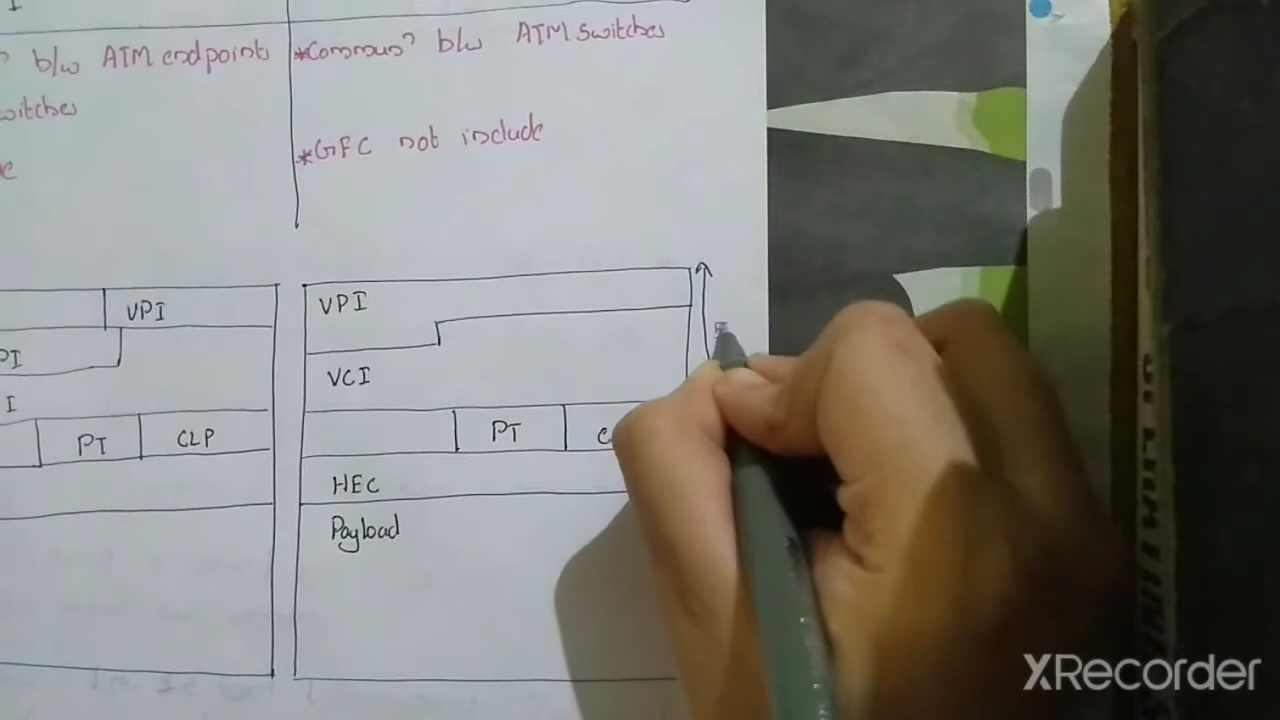 I
b/w ATM endpoints
witches
*Commun? b/w ATM switches
*GFC not include
VPI
PI
I
PT CLP
VPI
VCI
PT C
HEC
Payload
XRecorder